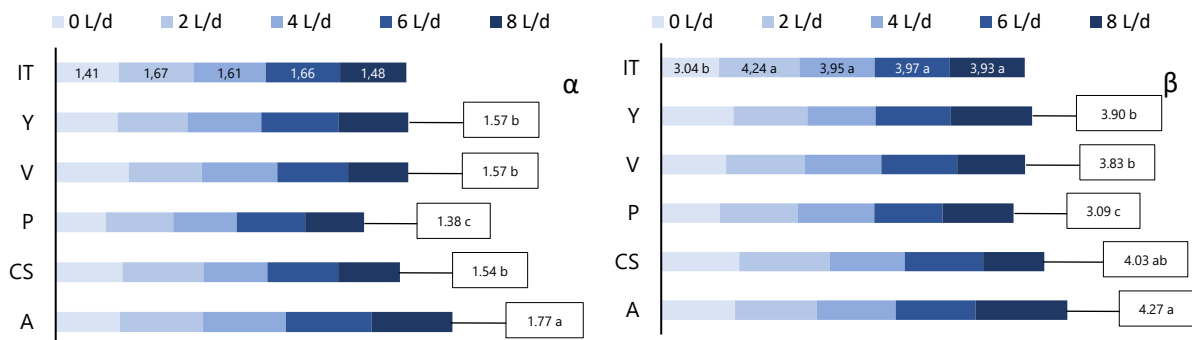 0 L/d 2 L/d 4 L/d 6 L/d 8 L/d
IT 1,41 1,67 1,61 1,66 1,48
α
Y 1.57 b
V 1.57 b
P 1.38 c
CS 1.54 b
A 1.77 a
0 L/d 2 L/d 4 L/d 6 L/d 8 L/d
IT 3.04 b 4,24 a 3,95 a 3,97 a 3,93 a
β
Y 3.90 b
V 3.83 b
P 3.09 c
CS 4.03 ab
A 4.27 a